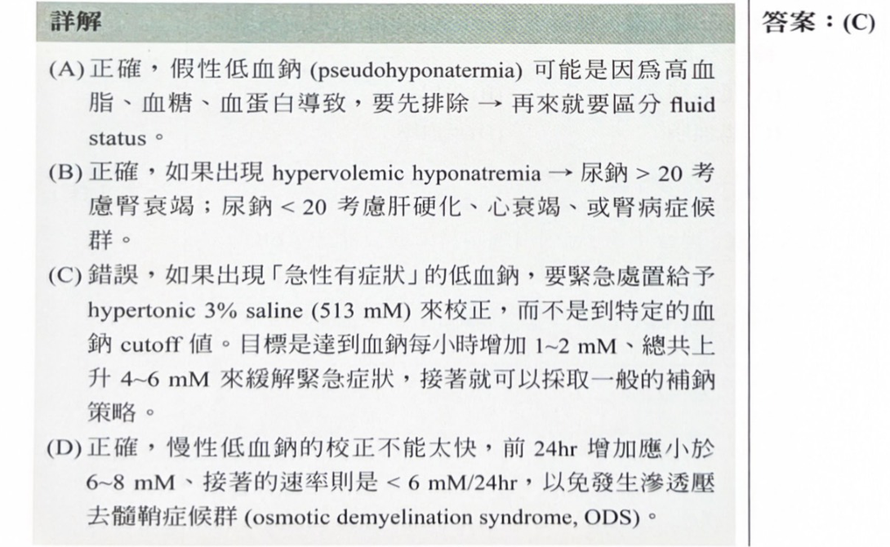 詳解
(A) 正確，假性低血鈉 (pseudohyponatermia) 可能是因爲高血
脂、血糖、血蛋白導致，要先排除 → 再來就要區分 fluid
status。
(B) 正確，如果出現 hypervolemic hyponatremia → 尿鈉 > 20 考
慮腎衰竭；尿鈉 < 20 考慮肝硬化、心衰竭、或腎病症候
群。
(C) 錯誤，如果出現「急性有症狀」的低血鈉，要緊急處置給予
hypertonic 3% saline (513 mM) 來校正，而不是到特定的血
鈉 cutoff 値。目標是達到血鈉每小時增加 1~2 mM、總共上
升 4~6 mM 來緩解緊急症狀，接著就可以採取一般的補鈉
策略。
(D) 正確，慢性低血鈉的校正不能太快，前 24hr 增加應小於
6~8 mM、接著的速率則是 < 6 mM/24hr，以免發生滲透壓
去髓鞘症候群 (osmotic demyelination syndrome, ODS)。
答案：(C)